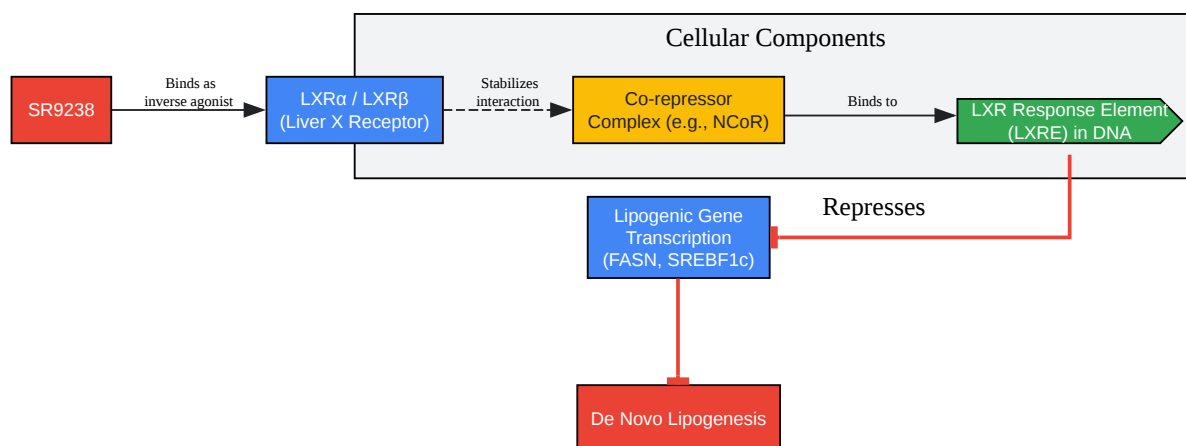 Cellular Components
SR9238
Binds as
inverse agonist
LXRα / LXRβ
(Liver X Receptor)
Stabilizes
interaction
Co-repressor
Complex (e.g., NCoR)
Binds to
LXR Response Element
(LXRE) in DNA
Represses
Lipogenic Gene
Transcription
(FASN, SREBF1c)
De Novo Lipogenesis